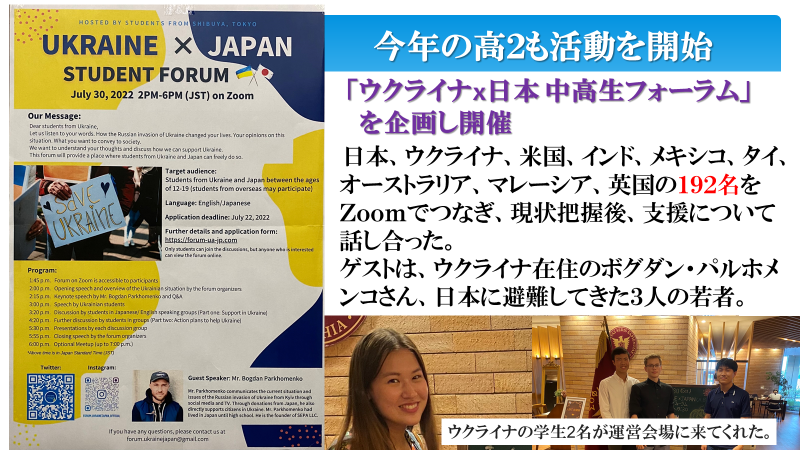 HOSTED BY STUDENTS FROM SHIBUYA, TOKYO
UKRAINE × JAPAN
STUDENT FORUM
July 30, 2022 2PM-6PM (JST) on Zoom
Our Message:
Dear students from Ukraine,
Let us listen to your words. How the Russian invasion of Ukraine changed your lives. Your opinions on this
situation. What you want to convey to society.
We want to understand your thoughts and discuss how we can support Ukraine.
This forum will provide a place where students from Ukraine and Japan can freely do so.
SAVE
UKRAINE
Target audience:
Students from Ukraine and Japan between the ages
of 12-19 (students from overseas may participate)
Language: English/Japanese
Application deadline: July 22, 2022
Further details and application form:
https://forum-ua-jp.com
Only students can join the discussions, but anyone who is interested
can view the forum online.
Program:
1:45 p.m. Forum on Zoom is accessible to participants
2:00 p.m. Opening speech and overview of the Ukrainian situation by the forum organizers
2:15 p.m. Keynote speech by Mr. Bogdan Parkhomenko and Q&A
3:00 p.m. Speech by Ukrainian students
3:20 p.m. Discussion by students in Japanese/ English speaking groups (Part one: Support in Ukraine)
4:20 p.m. Further discussion by students in groups (Part two: Action plans to help Ukraine)
5:30 p.m. Presentations by each discussion group
5:55 p.m. Closing speech by the forum organizers
6:00 p.m. Optional Meetup (up to 7:00 p.m.)
*Above time is in Japan Standard Time (JST)
Twitter:
Instagram:
Guest Speaker: Mr. Bogdan Parkhomenko
Mr. Parkhomenko communicates the current situation and
issues of the Russian invasion of Ukraine from Kyiv through
social media and TV. Through donations from Japan, he also
directly supports citizens in Ukraine. Mr. Parkhomenko had
lived in Japan until high school. He is the founder of SEPA LLC.
If you have any questions, please contact us at
forum.ukrainejapan@gmail.com
今年の高2も活動を開始
「ウクライナx日本 中高生フォーラム」
を企画し開催
日本、ウクライナ、米国、インド、メキシコ、タイ、
オーストラリア、マレーシア、英国の192名を
Zoomでつなぎ、現状把握後、支援について
話し合った。
ゲストは、ウクライナ在住のボグダン・パルホメ
ンコさん、日本に避難してきた3人の若者。
ウクライナの学生2名が運営会場に来てくれた。